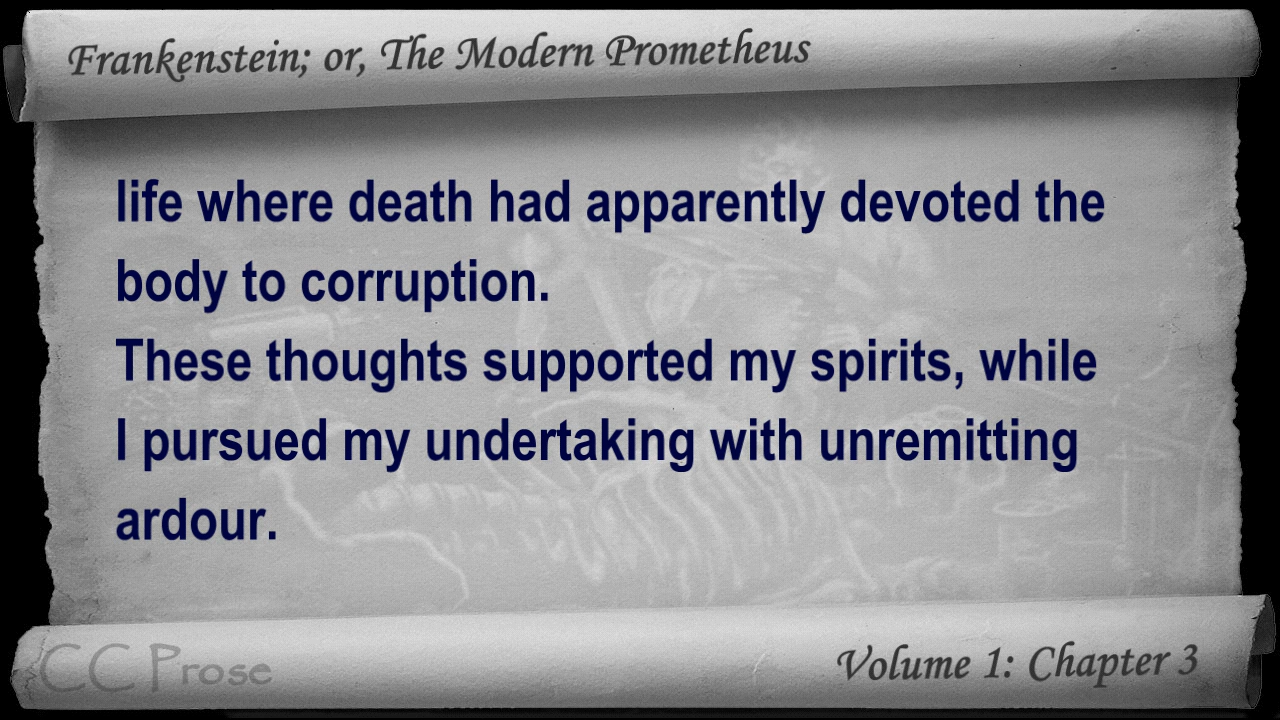 Frankenstein; or, The Modern Prometheus
life where death had apparently devoted the
body to corruption.
These thoughts supported my spirits, while
I pursued my undertaking with unremitting
ardour.
CC Prose
Volume 1: Chapter 3